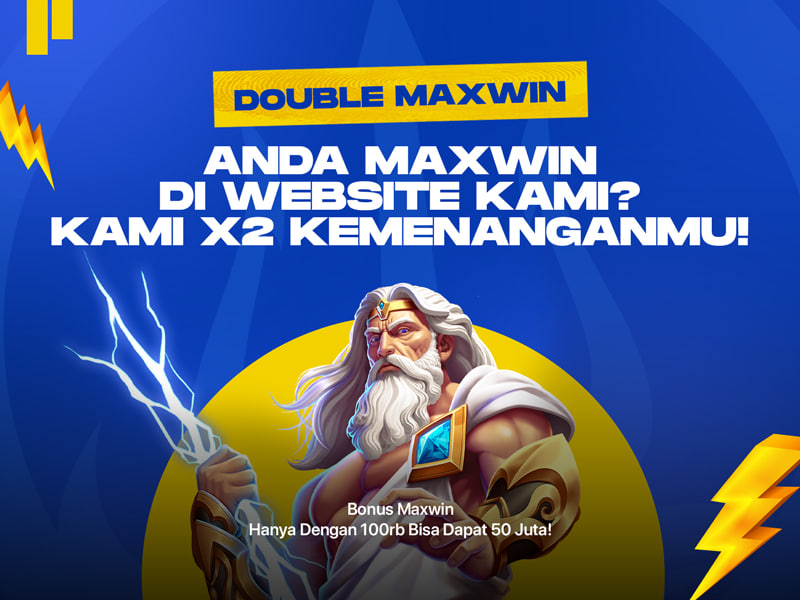 DOUBLE MAXWIN
ANDA MAXWIN
DI WEBSITE KAMI?
KAMI X2 KEMENANGANMU!
Bonus Maxwin
Hanya Dengan 100rb Bisa Dapat 50 Juta!